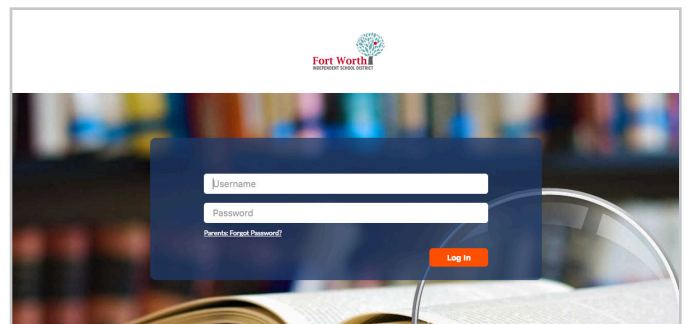 Fort Worth
INDEPENDENT SCHOOL DISTRICT
Username
Password
Parents: Forgot Password?
Log In